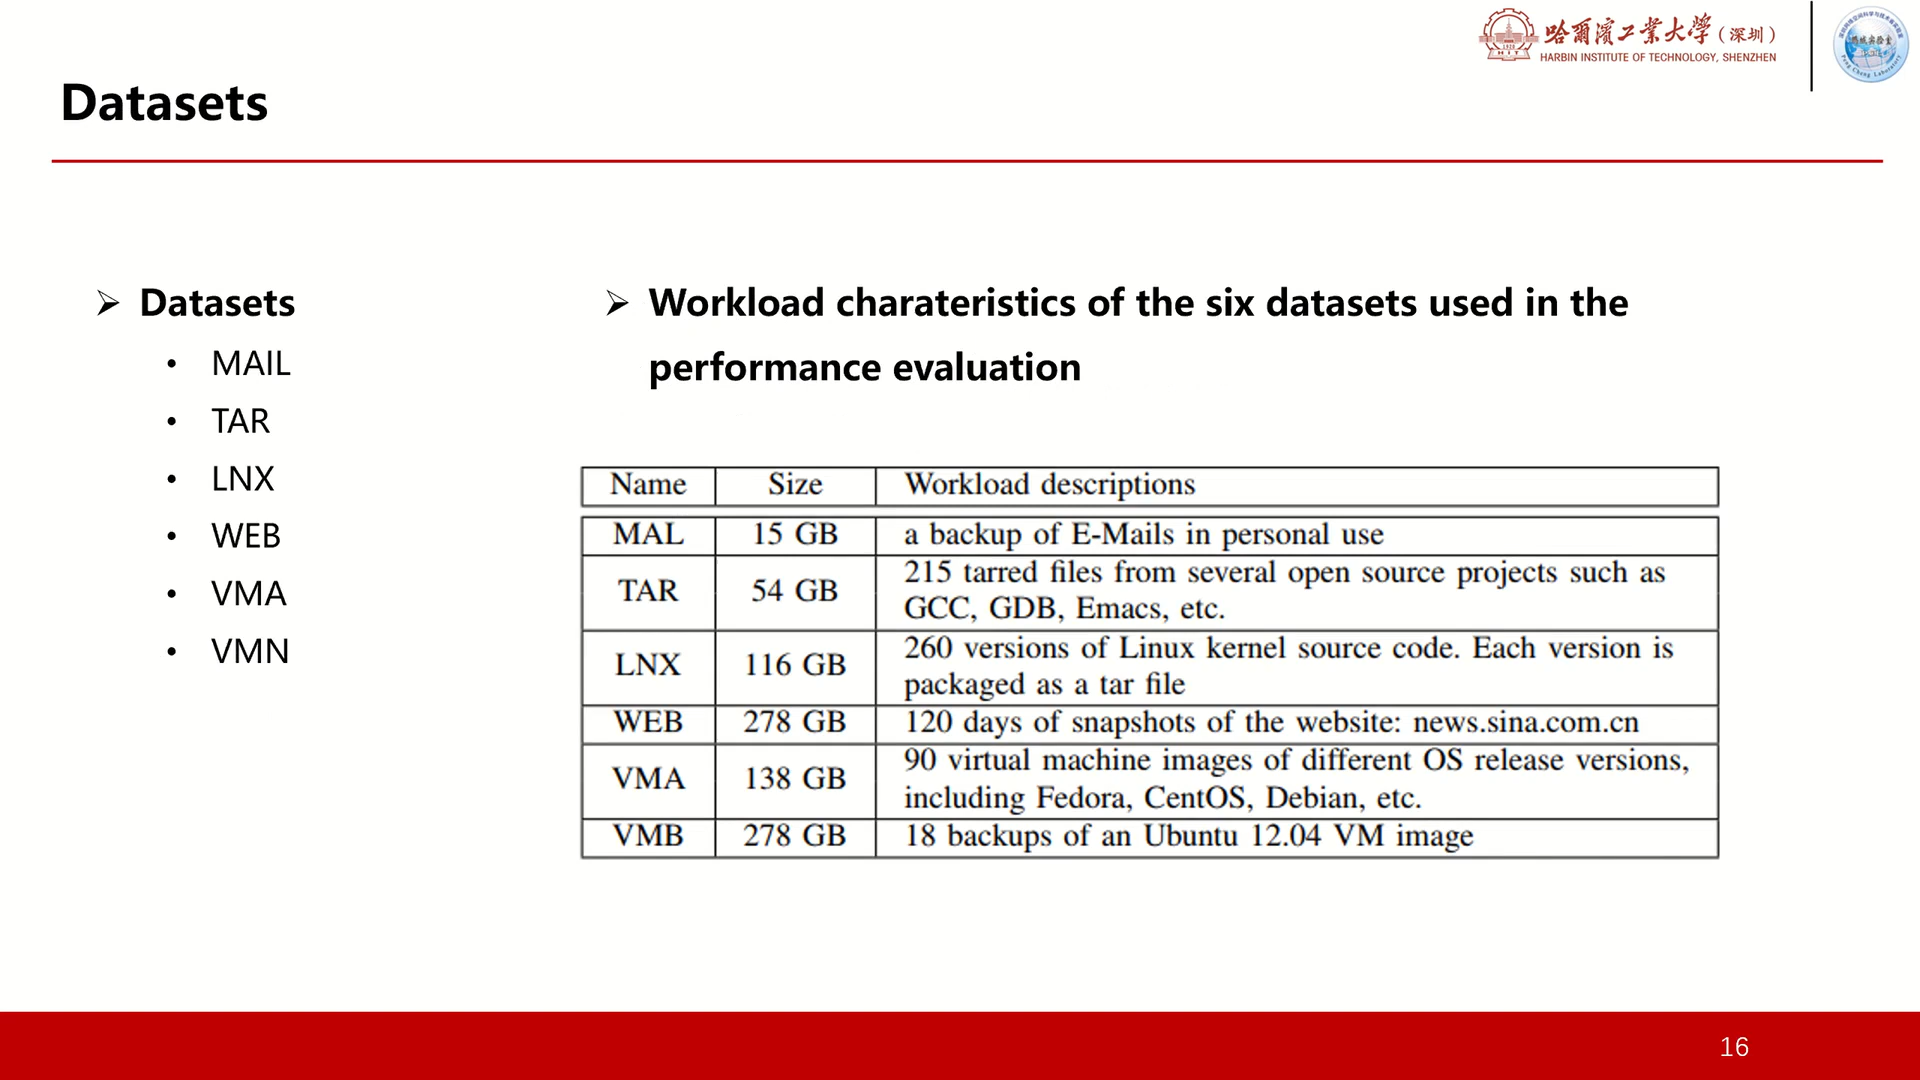 哈爾濱工業大學(深圳)
HARBIN INSTITUTE OF TECHNOLOGY, SHENZHEN
Datasets
➢ Datasets
• MAIL
• TAR
• LNX
• WEB
• VMA
• VMN
➢ Workload charateristics of the six datasets used in the
performance evaluation
Name Size Workload descriptions
MAL 15 GB a backup of E-Mails in personal use
TAR 54 GB 215 tarred files from several open source projects such as
GCC, GDB, Emacs, etc.
LNX 116 GB 260 versions of Linux kernel source code. Each version is
packaged as a tar file
WEB 278 GB 120 days of snapshots of the website: news.sina.com.cn
VMA 138 GB 90 virtual machine images of different OS release versions,
including Fedora, CentOS, Debian, etc.
VMB 278 GB 18 backups of an Ubuntu 12.04 VM image
16